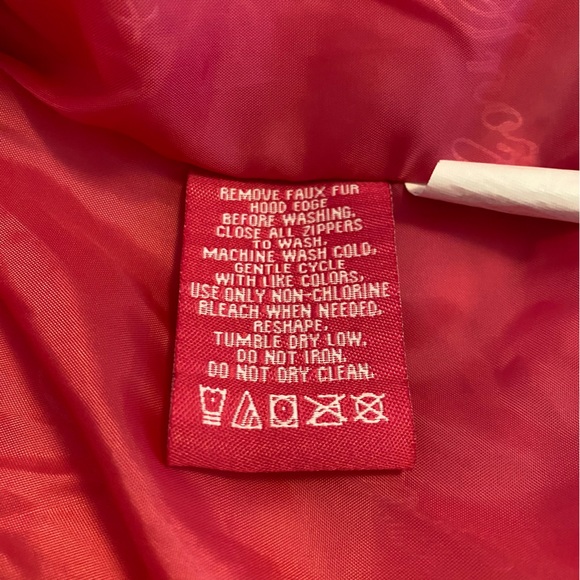 REMOVE FAUX FUR
HOOD EDGE
BEFORE WASHING.
CLOSE ALL ZIPPERS
TO WASH.
MACHINE WASH COLD,
GENTLE CYCLE
WITH LIKE COLORS,
USE ONLY NON-CHLORINE
BLEACH WHEN NEEDED.
RESHAPE,
TUMBLE DRY LOW.
DO NOT IRON.
DO NOT DRY CLEAN.